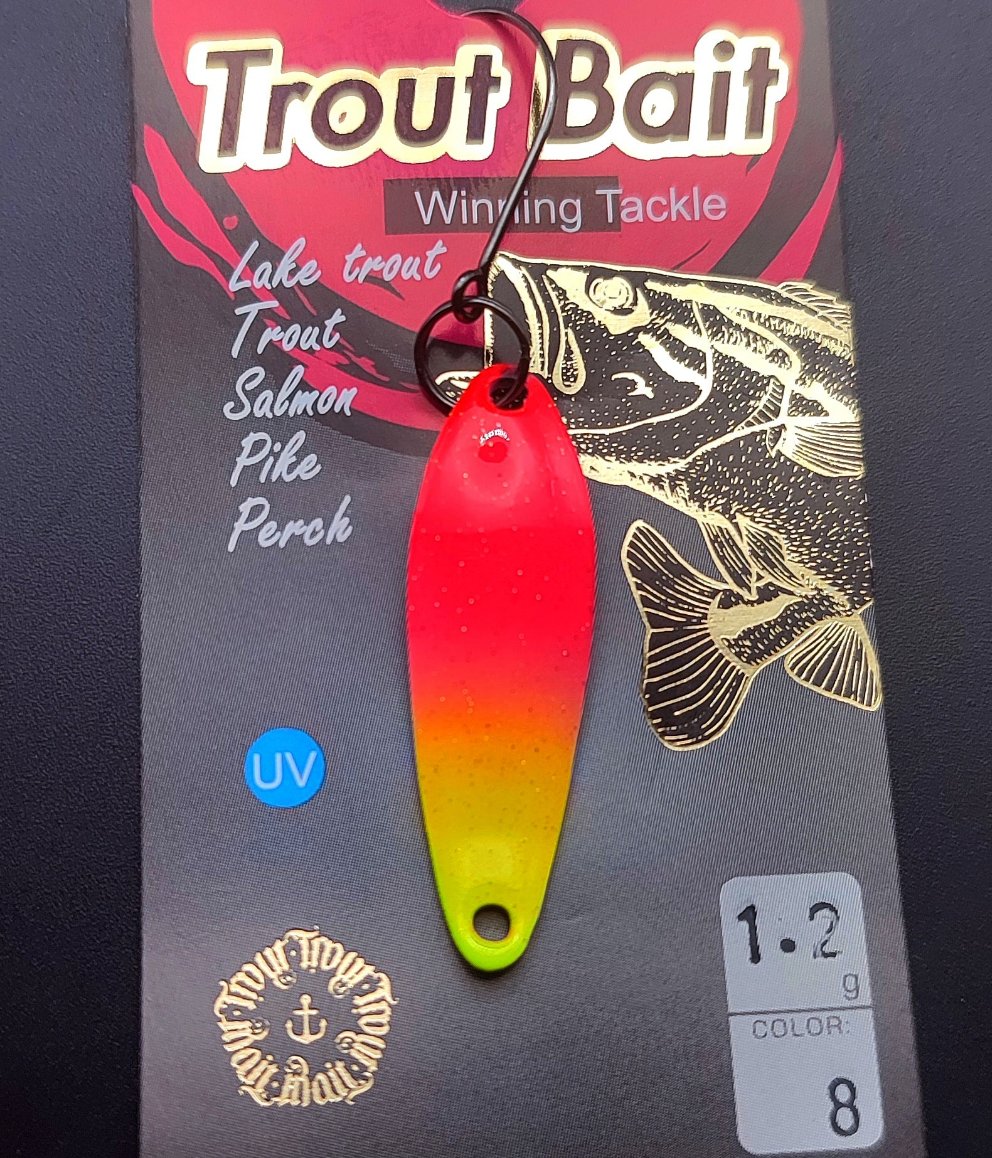 Trout Bait
Winning Tackle
Lake trout
Trout
Salmon
Pike
Perch
UV
1.2
g
COLOR:
8